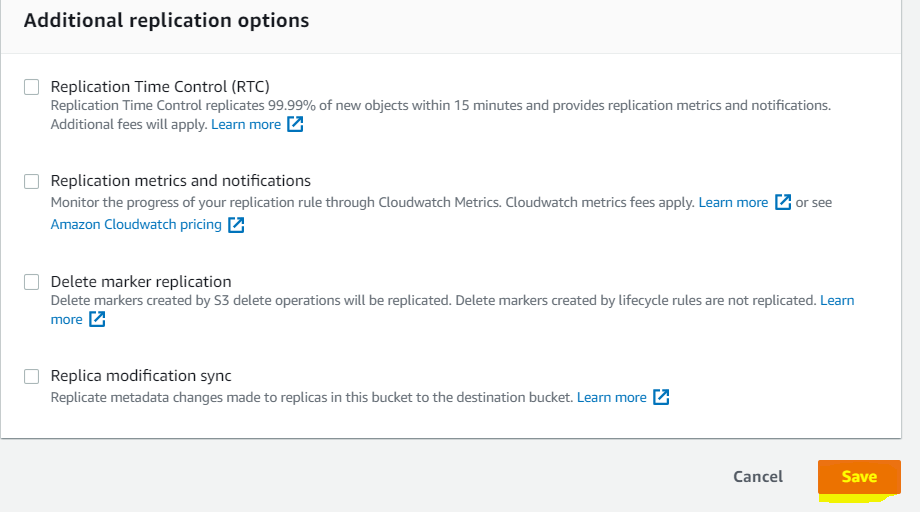 Additional replication options
Replication Time Control (RTC)
Replication Time Control replicates 99.99% of new objects within 15 minutes and provides replication metrics and notifications.
Additional fees will apply. Learn more
Replication metrics and notifications
Monitor the progress of your replication rule through Cloudwatch Metrics. Cloudwatch metrics fees apply. Learn more or see
Amazon Cloudwatch pricing
Delete marker replication
Delete markers created by S3 delete operations will be replicated. Delete markers created by lifecycle rules are not replicated. Learn
more
Replica modification sync
Replicate metadata changes made to replicas in this bucket to the destination bucket. Learn more
Cancel Save